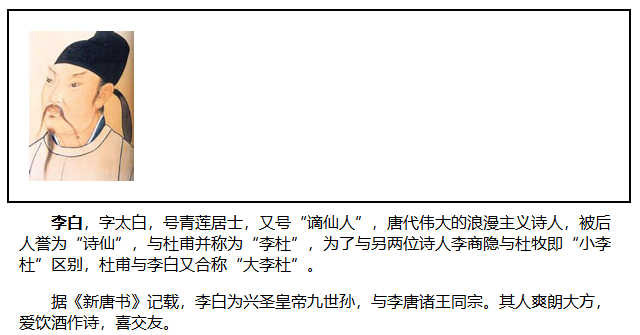 李白，字太白，号青莲居士，又号“谪仙人”，唐代伟大的浪漫主义诗人，被后
人誉为“诗仙”，与杜甫并称为“李杜”，为了与另两位诗人李商隐与杜牧即“小李
杜”区别，杜甫与李白又合称“大李杜”。
据《新唐书》记载，李白为兴圣皇帝九世孙，与李唐诸王同宗。其人爽朗大方，
爱饮酒作诗，喜交友。